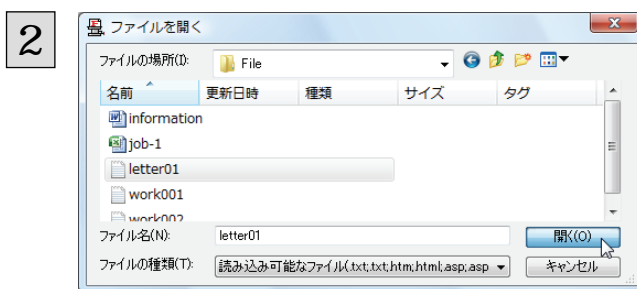 2
ファイルを開く
ファイルの場所(I):
File
名前 更新日時 種類 サイズ タグ
information
job-1
letter01
work001
work002
ファイル名(N): letter01 開く(O)
ファイルの種類(T): 読み込み可能なファイル(.txt;txt;htm;html;asp;asp キャンセル